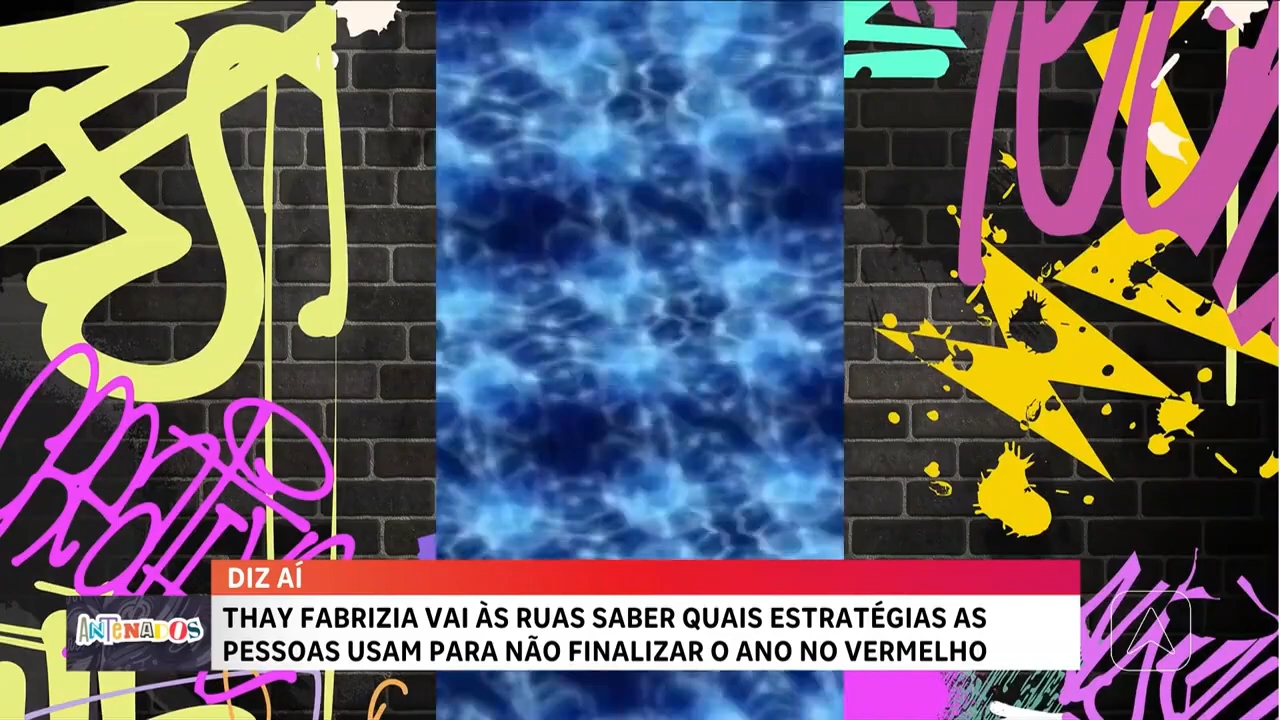 DIZ AÍ
THAY FABRIZIA VAI ÀS RUAS SABER QUAIS ESTRATÉGIAS AS
PESSOAS USAM PARA NÃO FINALIZAR O ANO NO VERMELHO
ANTENADOS